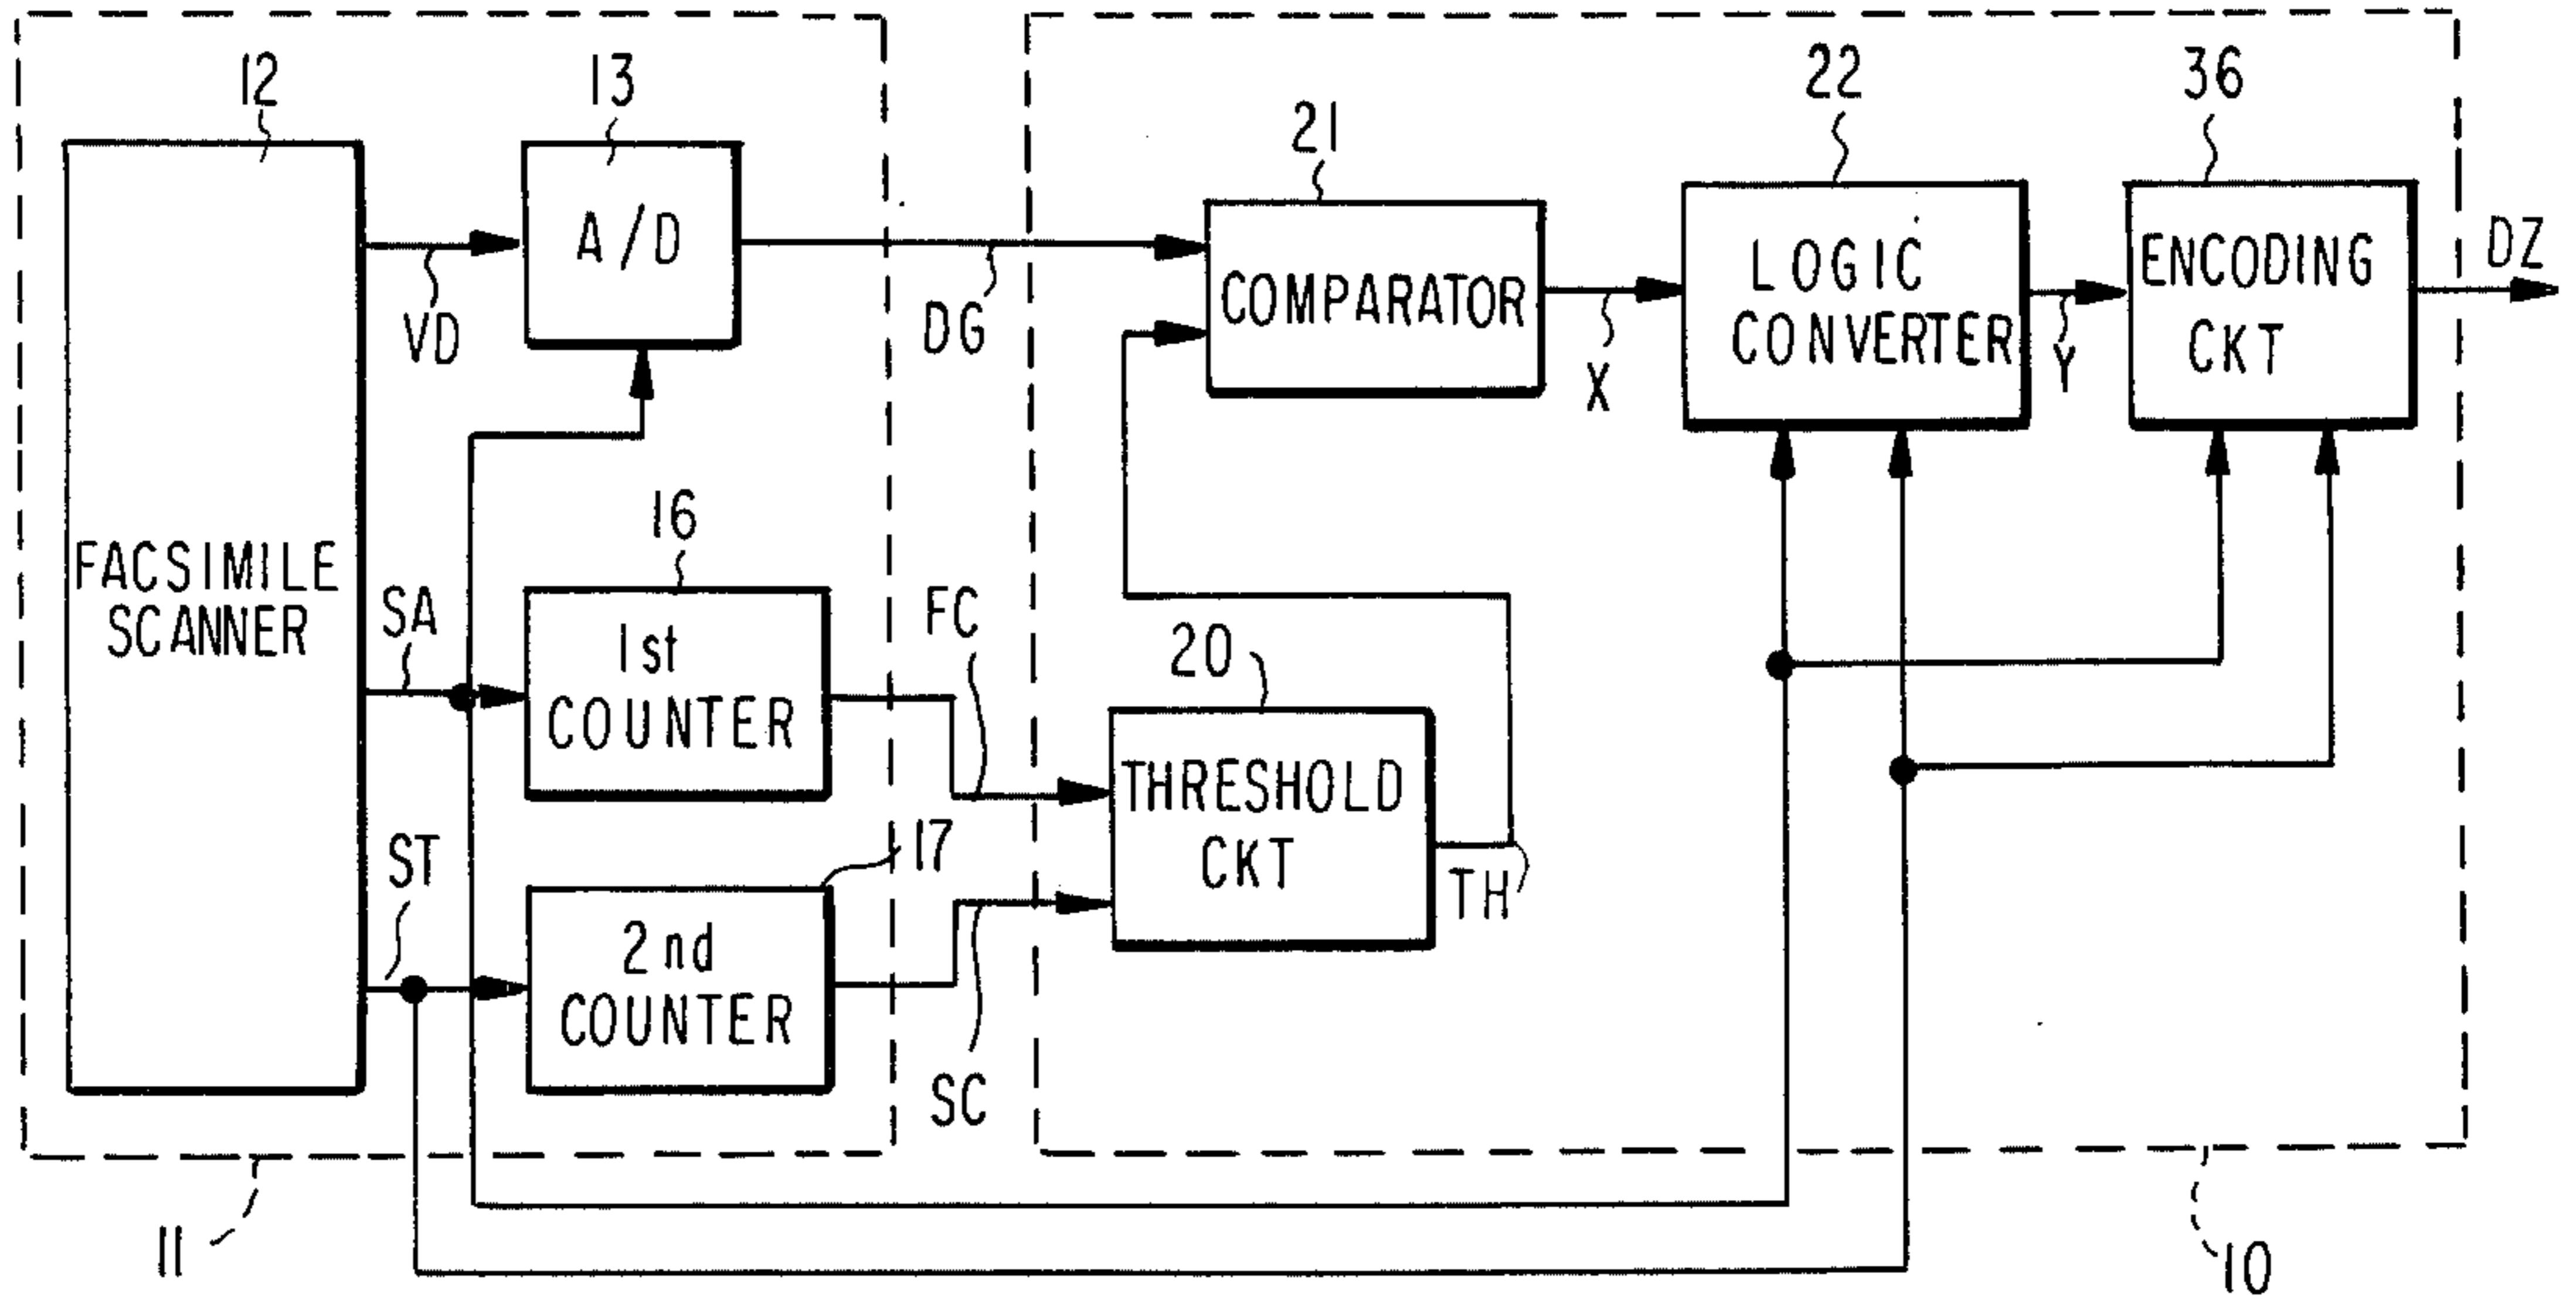 12
13
22
36
21
A/D
COMPARATOR
LOGIC
CONVERTER
ENCODING
CKT
DZ
VD
DG
X
Y
16
FACSIMILE
SCANNER
SA
1st
COUNTER
FC
20
THRESHOLD
CKT
TH
ST
17
2nd
COUNTER
SC
11
10